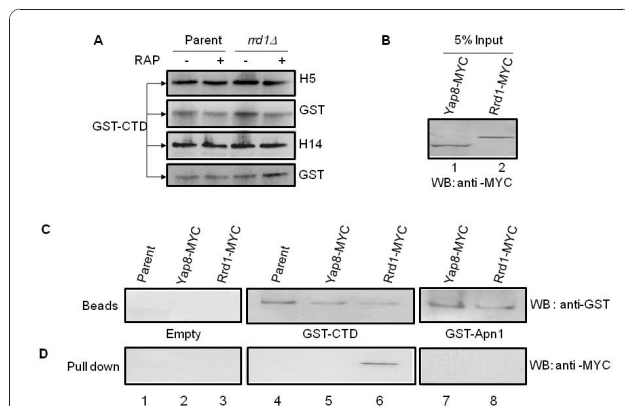 A
Parent rrd1Δ
RAP - + - +
H5
GST
GST-CTD
H14
GST
B
5% Input
Yap8-MYC
Rrd1-MYC
1 2
WB: anti-MYC
C
Parent
Yap8-MYC
Rrd1-MYC
Parent
Yap8-MYC
Rrd1-MYC
Yap8-MYC
Rrd1-MYC
Beads
WB: anti-GST
Empty GST-CTD GST-Apn1
D
Pull down
WB: anti-MYC
1 2 3 4 5 6 7 8